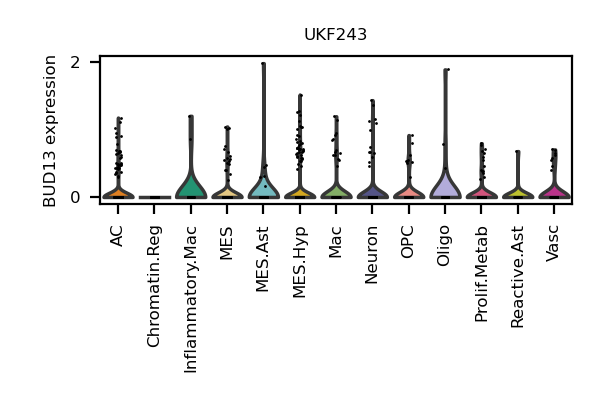 UKF243
BUD13 expression
2
0
AC
Chromatin.Reg
Inflammatory.Mac
MES
MES.Ast
MES.Hyp
Mac
Neuron
OPC
Oligo
Prolif.Metab
Reactive.Ast
Vasc